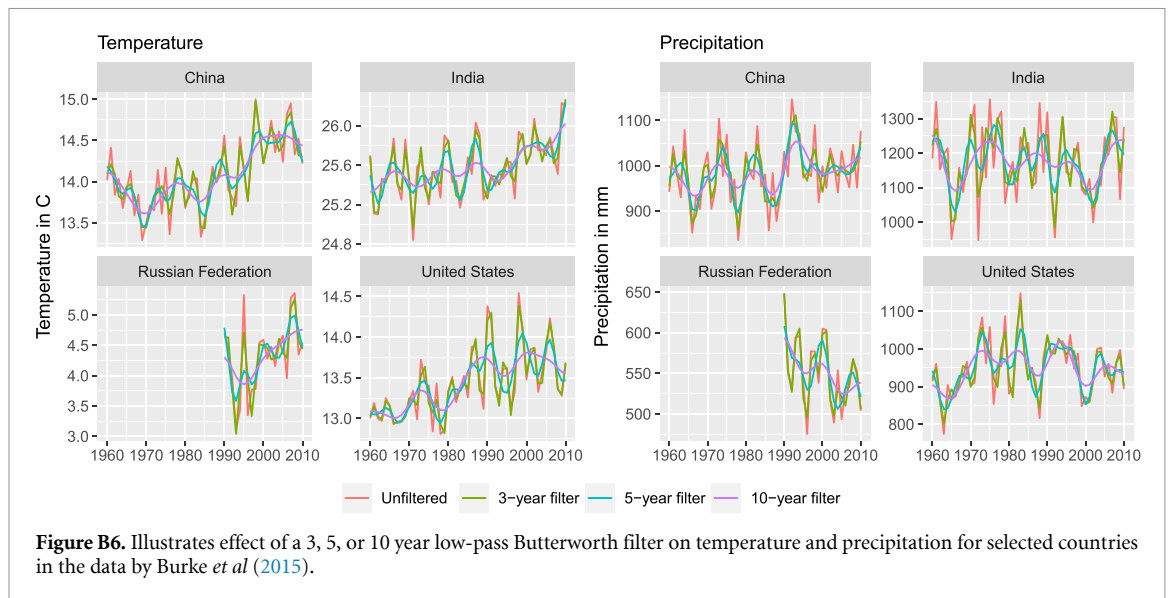 Temperature
Precipitation
China
India
China
India
15.0
14.5
14.0
13.5
26.0
25.6
25.2
24.8
1100
1000
900
1300
1200
1100
1000
Russian Federation
United States
Russian Federation
United States
5.0
4.5
4.0
3.5
3.0
14.5
14.0
13.5
13.0
650
600
550
500
1100
1000
900
800
Temperature in C
Precipitation in mm
1960 1970 1980 1990 2000 2010
1960 1970 1980 1990 2000 2010
1960 1970 1980 1990 2000 2010
1960 1970 1980 1990 2000 2010
Unfiltered 3−year filter 5−year filter 10−year filter
Figure B6. Illustrates effect of a 3, 5, or 10 year low-pass Butterworth filter on temperature and precipitation for selected countries
in the data by Burke et al (2015).